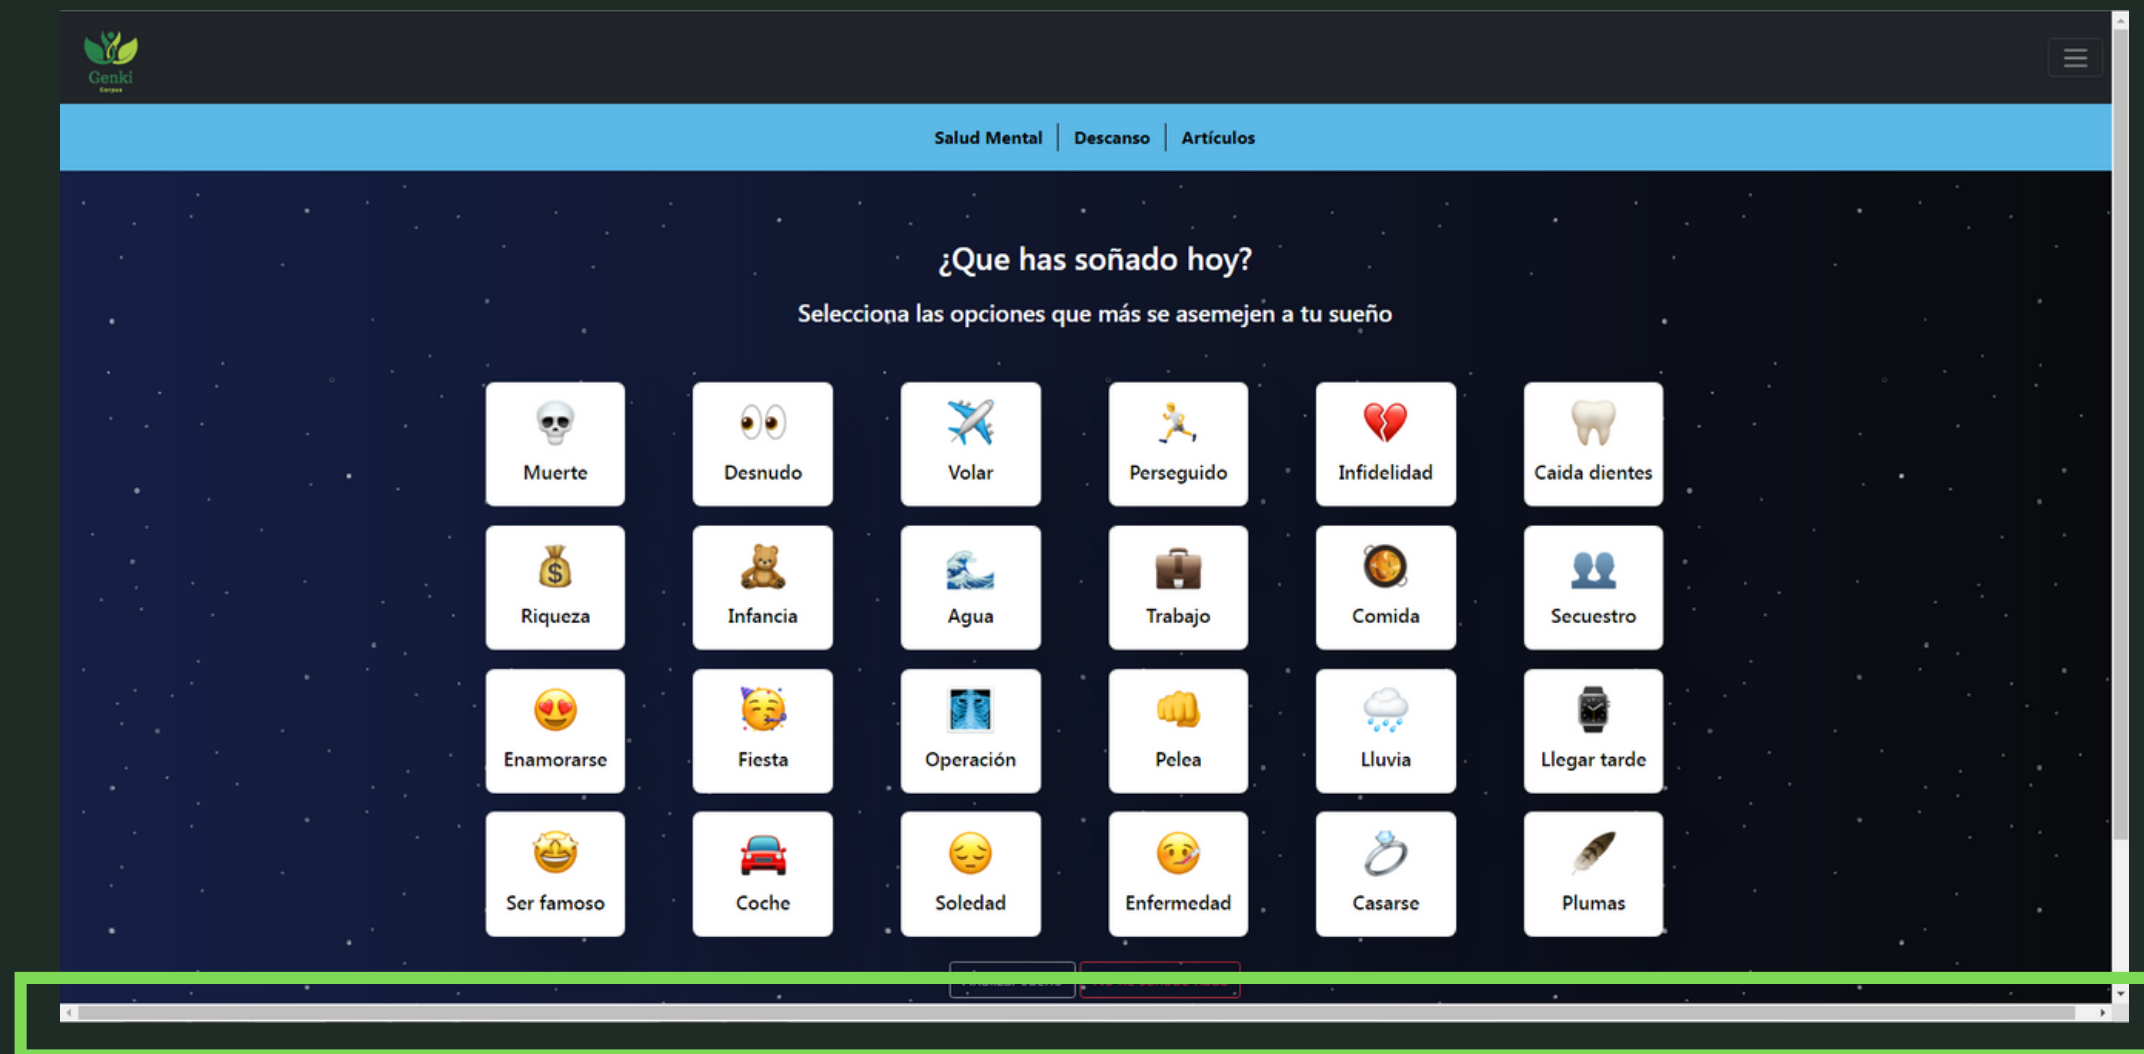 Genki
Corpus
Salud Mental
Descanso
Artículos
¿Que has soñado hoy?
Selecciona las opciones que más se asemejen a tu sueño
Muerte
Desnudo
Volar
Perseguido
Infidelidad
Caida dientes
Riqueza
Infancia
Agua
Trabajo
Comida
Secuestro
Enamorarse
Fiesta
Operación
Pelea
Lluvia
Llegar tarde
Ser famoso
Coche
Soledad
Enfermedad
Casarse
Plumas